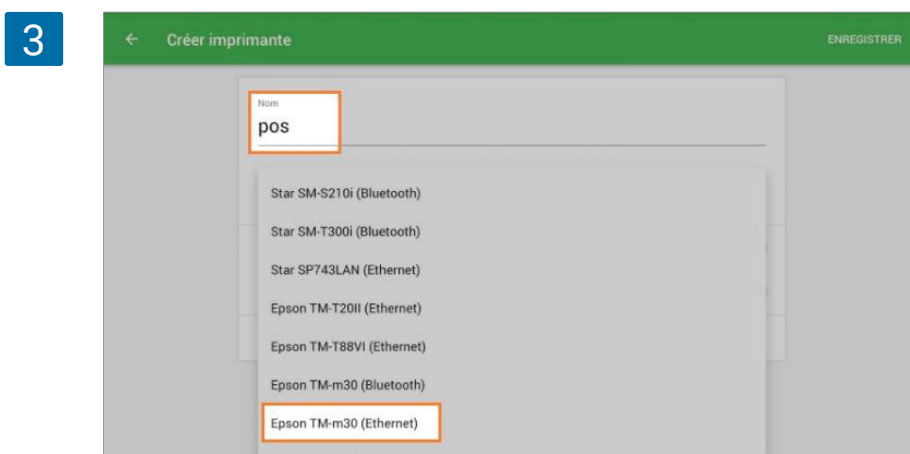 3
Créer imprimante
ENREGISTRER
Nom
pos
Star SM-S210i (Bluetooth)
Star SM-T300i (Bluetooth)
Star SP743LAN (Ethernet)
Epson TM-T20II (Ethernet)
Epson TM-T88VI (Ethernet)
Epson TM-m30 (Bluetooth)
Epson TM-m30 (Ethernet)